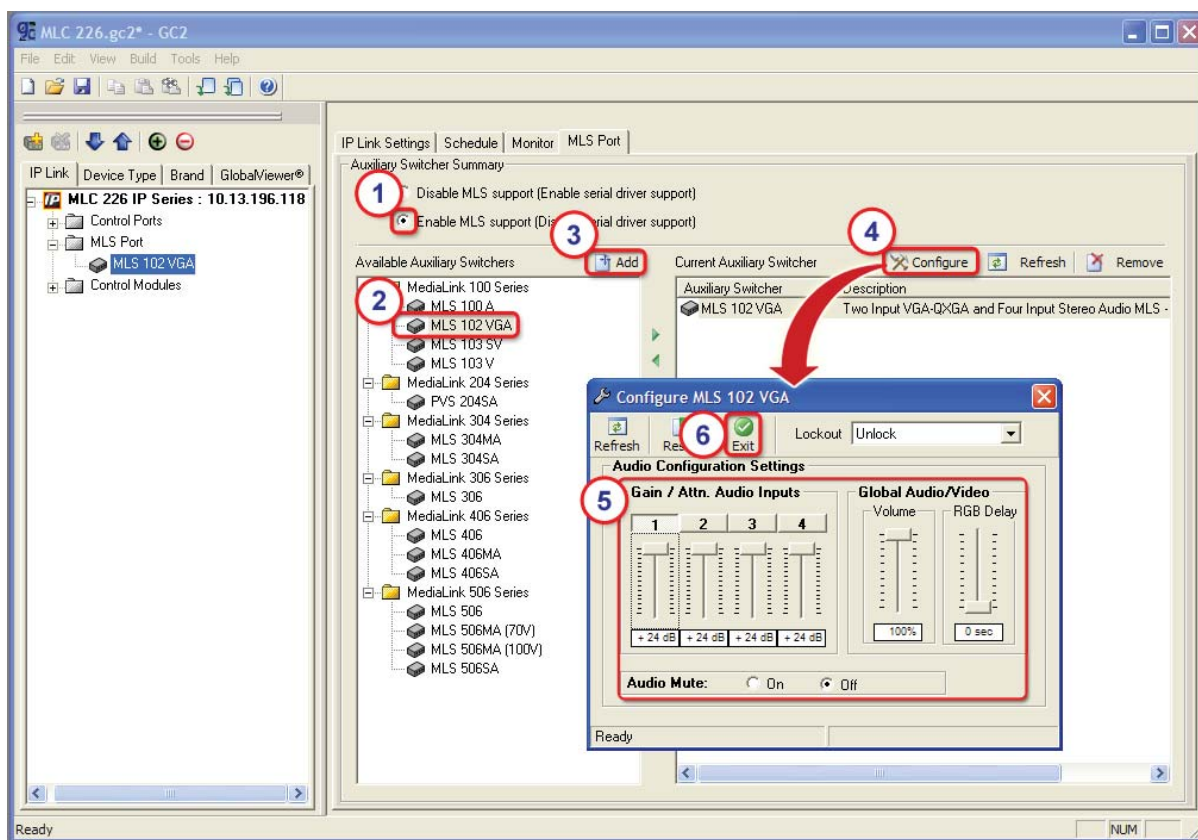 MLC 226.gc2* - GC2
File Edit View Build Tools Help
IP Link Device Type Brand GlobalViewer®
MLC 226 IP Series : 10.13.196.118
Control Ports
MLS Port
MLS 102 VGA
Control Modules
IP Link Settings Schedule Monitor MLS Port
Auxiliary Switcher Summary
1
Disable MLS support (Enable serial driver support)
Enable MLS support (Dis serial driver support)
3
4
Available Auxiliary Switchers
Add
Current Auxiliary Switcher
Configure
Refresh
Remove
MediaLink 100 Series
MLS 100 A
2
MLS 102 VGA
MLS 103 SV
MLS 103 V
MediaLink 204 Series
PVS 204SA
MediaLink 304 Series
MLS 304MA
MLS 304SA
MediaLink 306 Series
MLS 306
MediaLink 406 Series
MLS 406
MLS 406MA
MLS 406SA
MediaLink 506 Series
MLS 506
MLS 506MA (70V)
MLS 506MA (100V)
MLS 506SA
Auxiliary Switcher Description
MLS 102 VGA Two Input VGA-QXGA and Four Input Stereo Audio MLS -
Configure MLS 102 VGA
Refresh Res 6 Exit Lockout Unlock
Audio Configuration Settings
5
Gain / Attn. Audio Inputs
1 2 3 4
+ 24 dB + 24 dB + 24 dB + 24 dB
Global Audio/Video
Volume RGB Delay
100% 0 sec
Audio Mute: On Off
Ready
Ready NUM